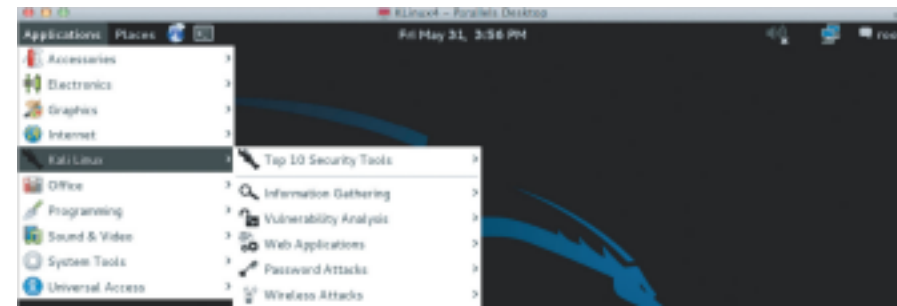 KLinux4 - Parallels Desktop
Applications Places Fri May 31, 3:56 PM roo
Accessories
Electronics
Graphics
Internet
Kali Linux
Office
Programming
Sound & Video
System Tools
Universal Access
Top 10 Security Tools
Information Gathering
Vulnerability Analysis
Web Applications
Password Attacks
Wireless Attacks